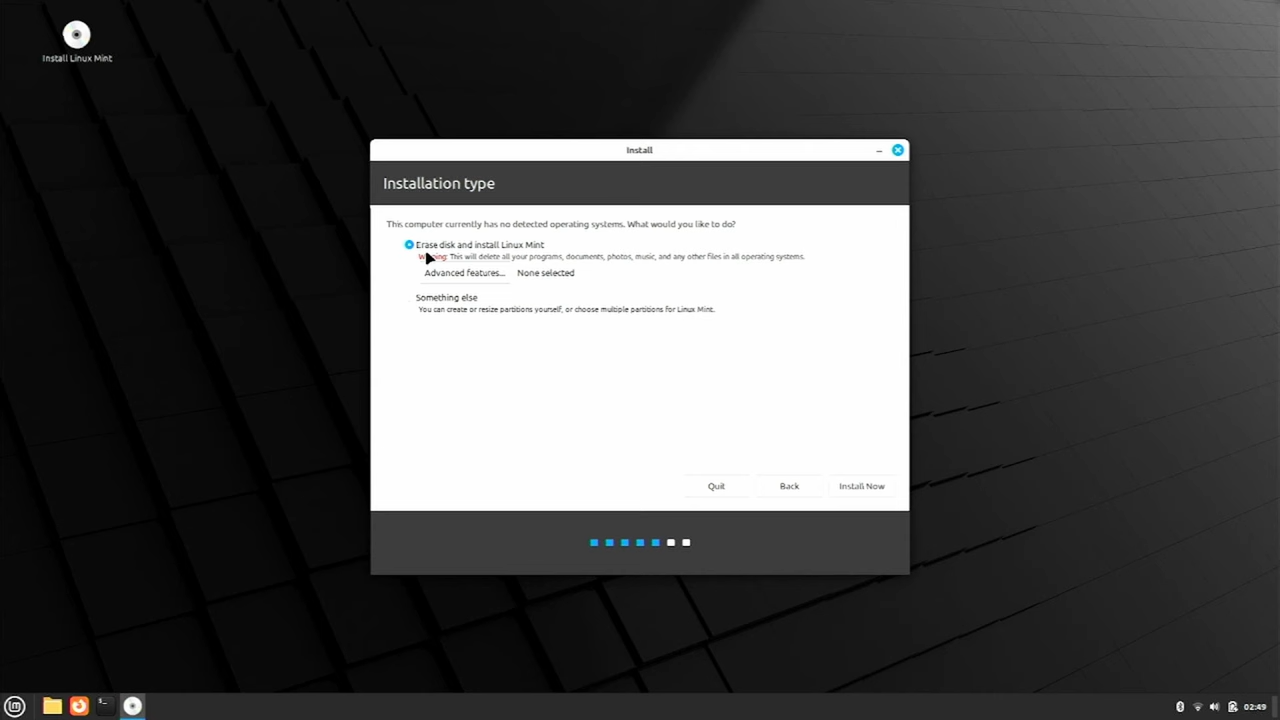 Install Linux Mint
Install
Installation type
This computer currently has no detected operating systems. What would you like to do?
Erase disk and install Linux Mint
This will delete all your programs, documents, photos, music, and any other files in all operating systems.
Advanced features... None selected
Something else
You can create or resize partitions yourself, or choose multiple partitions for Linux Mint.
Quit Back Install Now
02:49